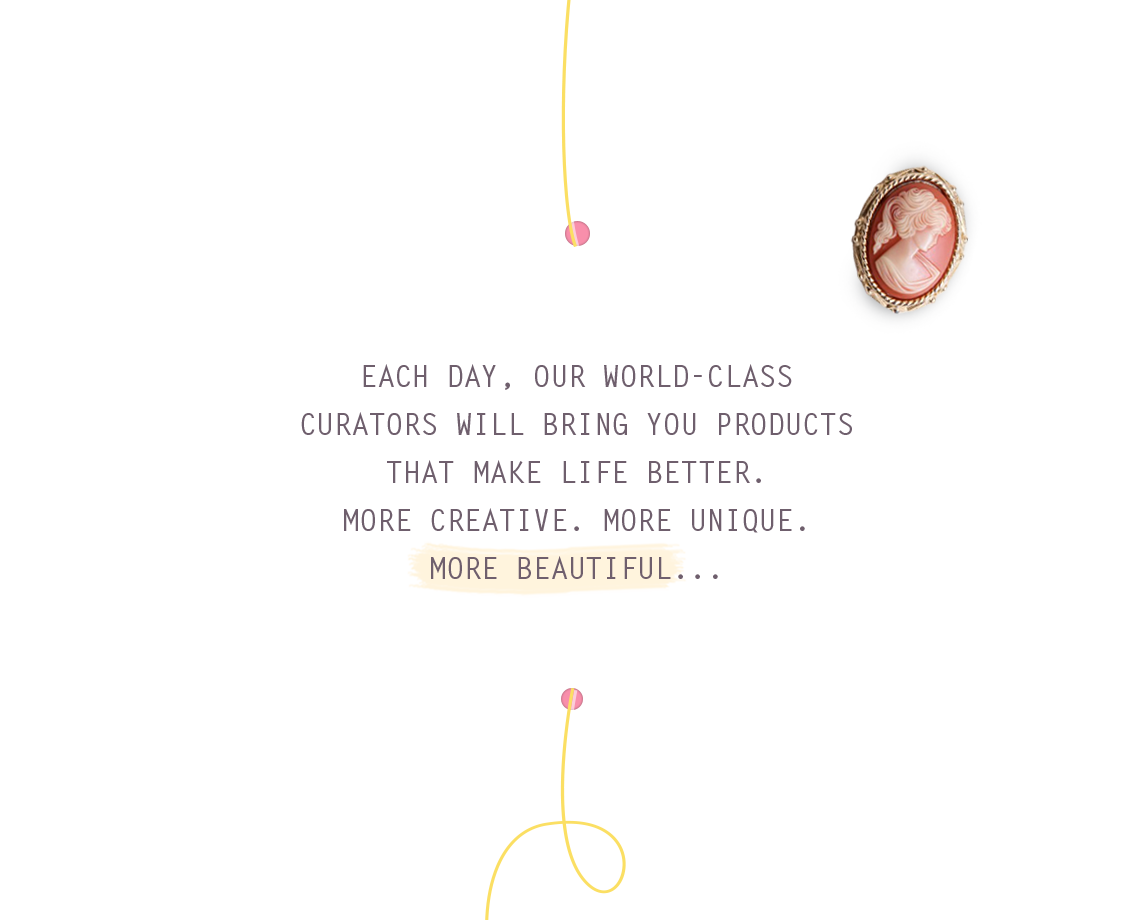 EACH DAY, OUR WORLD-CLASS
CURATORS WILL BRING YOU PRODUCTS
THAT MAKE LIFE BETTER.
MORE CREATIVE. MORE UNIQUE.
MORE BEAUTIFUL...